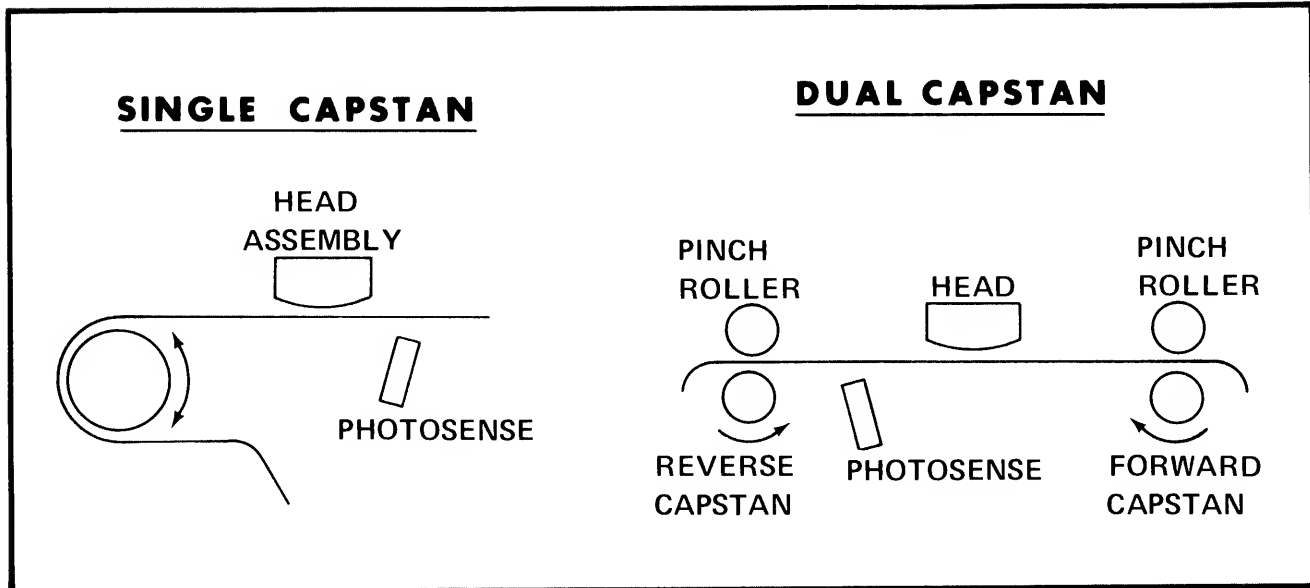 SINGLE CAPSTAN
HEAD
ASSEMBLY
PHOTOSENSE
DUAL CAPSTAN
PINCH
ROLLER
HEAD
PINCH
ROLLER
REVERSE
CAPSTAN
PHOTOSENSE
FORWARD
CAPSTAN